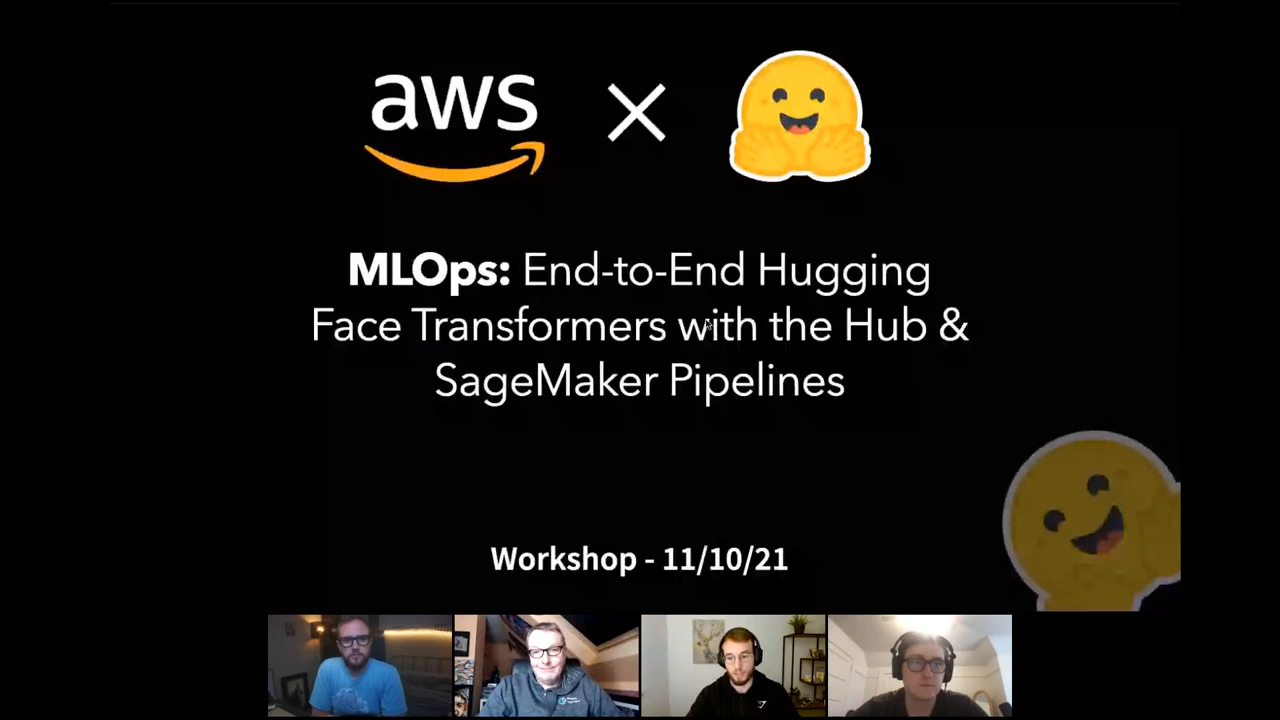 aws
MLOps: End-to-End Hugging
Face Transformers with the Hub &
SageMaker Pipelines
Workshop - 11/10/21